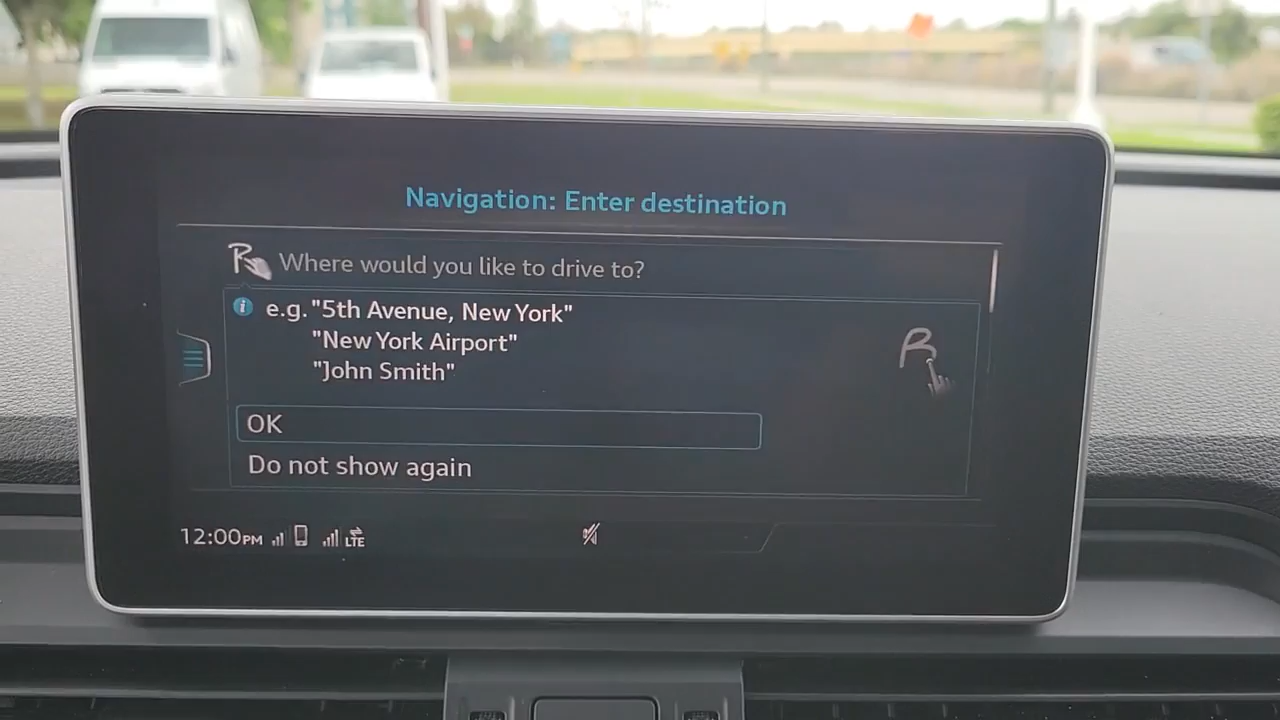 Navigation: Enter destination
R Where would you like to drive to?
i e.g. "5th Avenue, New York"
"New York Airport"
"John Smith"
R
OK
Do not show again
12:00PM LTE